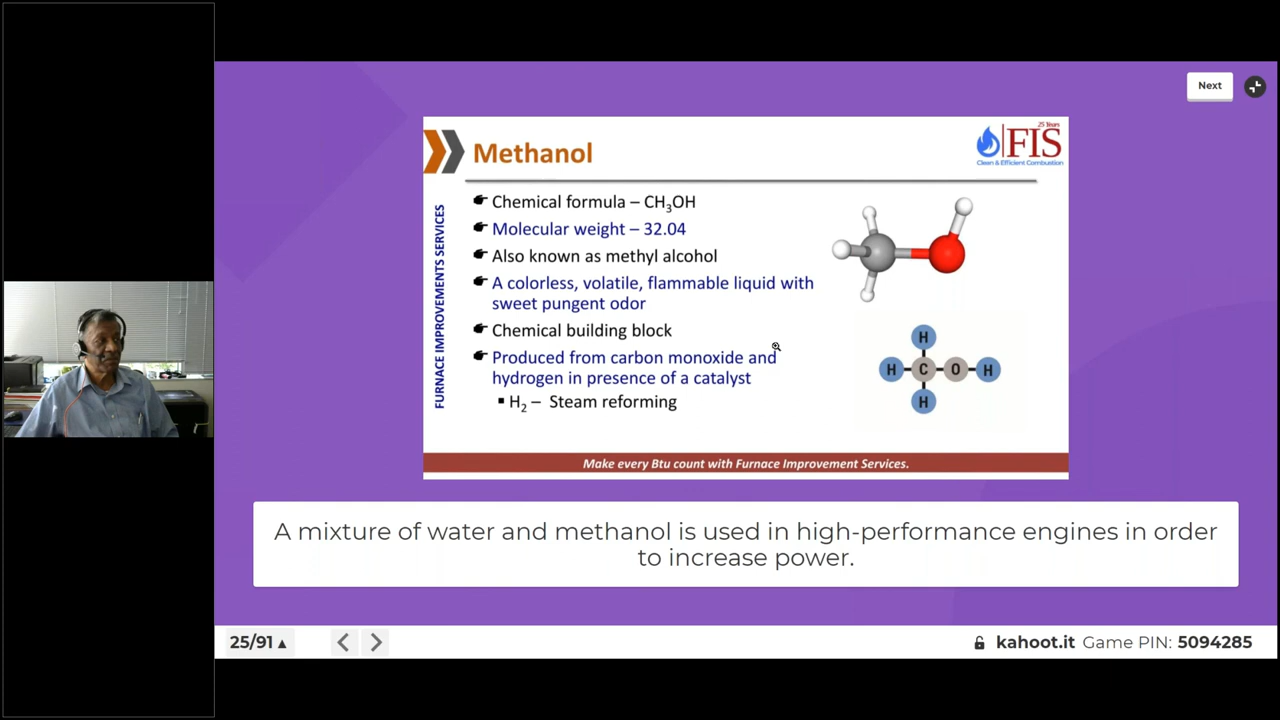 Next
25 Years
FIS
Clean & Efficient Combustion
Methanol
FURNACE IMPROVEMENTS SERVICES
Chemical formula – CH₃OH
Molecular weight – 32.04
Also known as methyl alcohol
A colorless, volatile, flammable liquid with
sweet pungent odor
Chemical building block
Produced from carbon monoxide and
hydrogen in presence of a catalyst
H₂ – Steam reforming
H
H C O H
H
Make every Btu count with Furnace Improvement Services.
A mixture of water and methanol is used in high-performance engines in order
to increase power.
25/91
kahoot.it Game PIN: 5094285